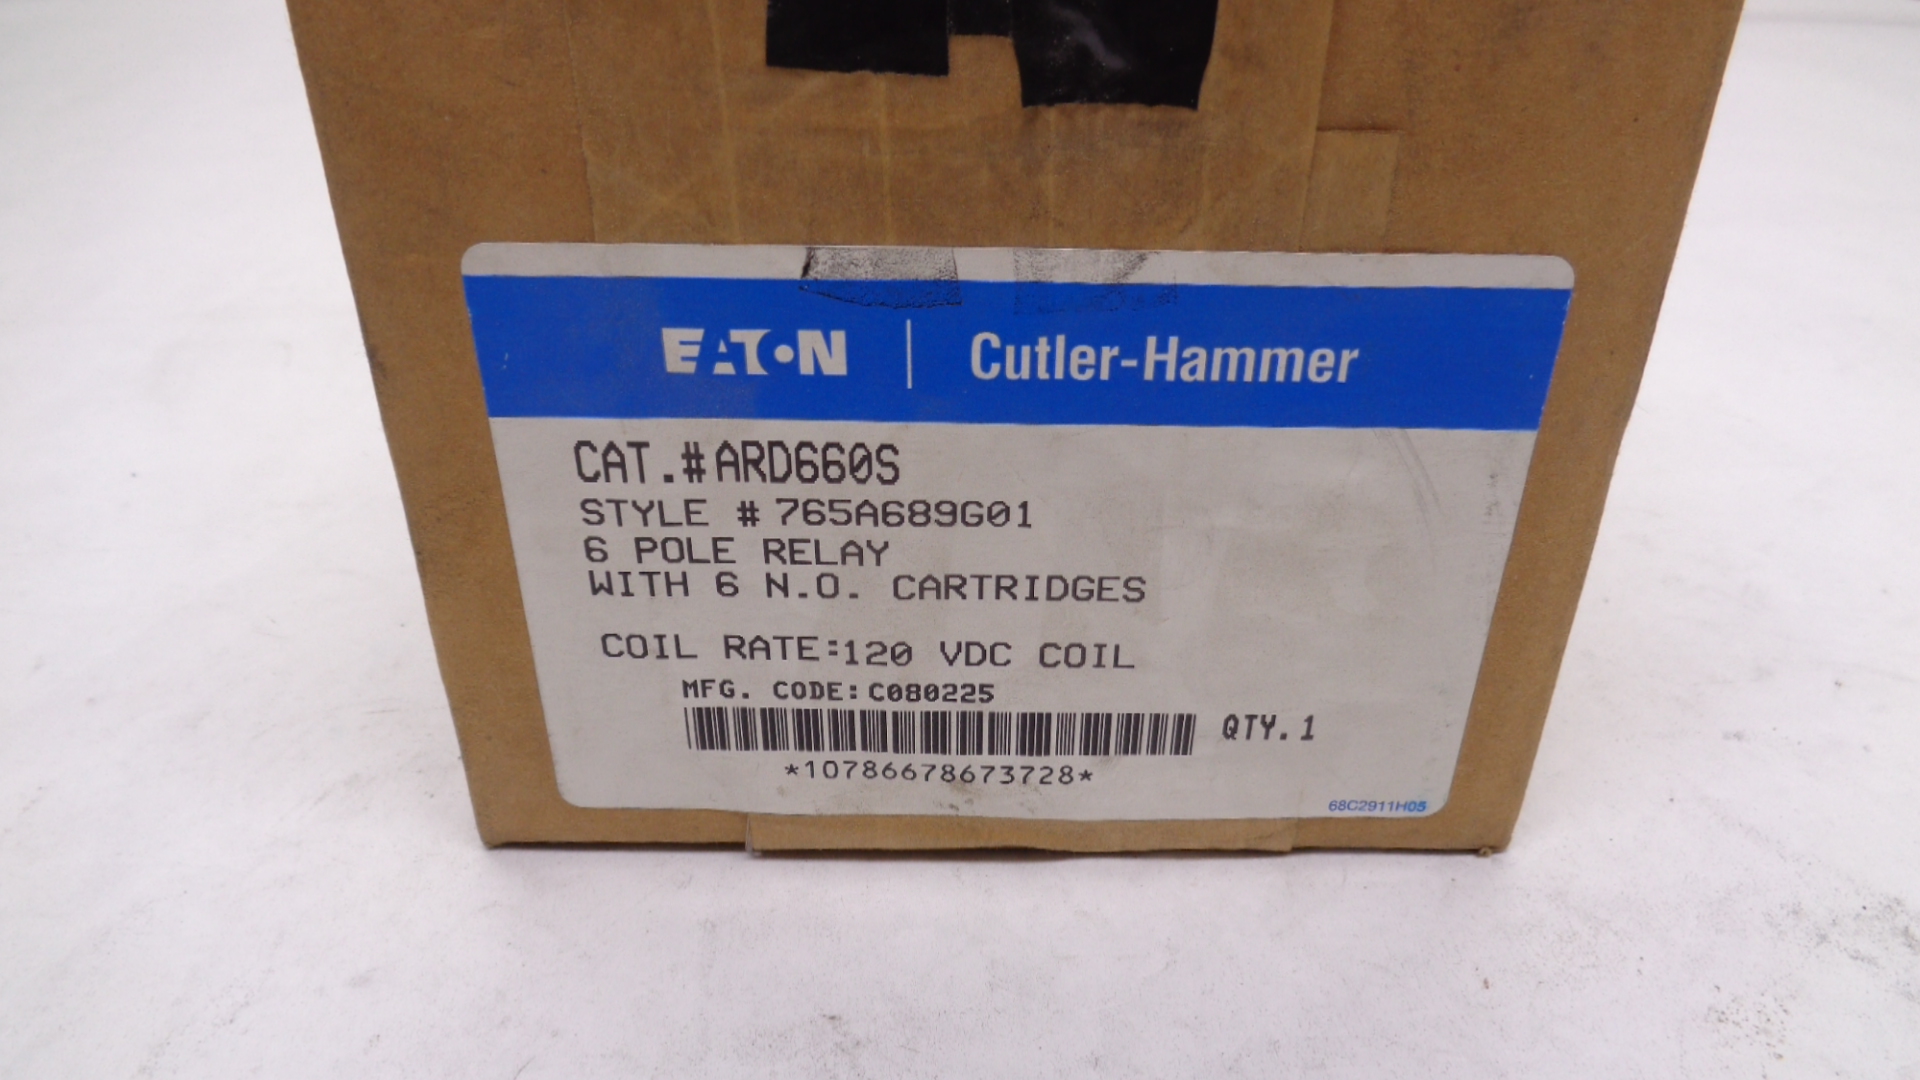 EATON | Cutler-Hammer
CAT.#ARD660S
STYLE #765A689G01
6 POLE RELAY
WITH 6 N.O. CARTRIDGES
COIL RATE:120 VDC COIL
MFG. CODE:C080225
QTY.1
*10786678673728*
68C2911H05